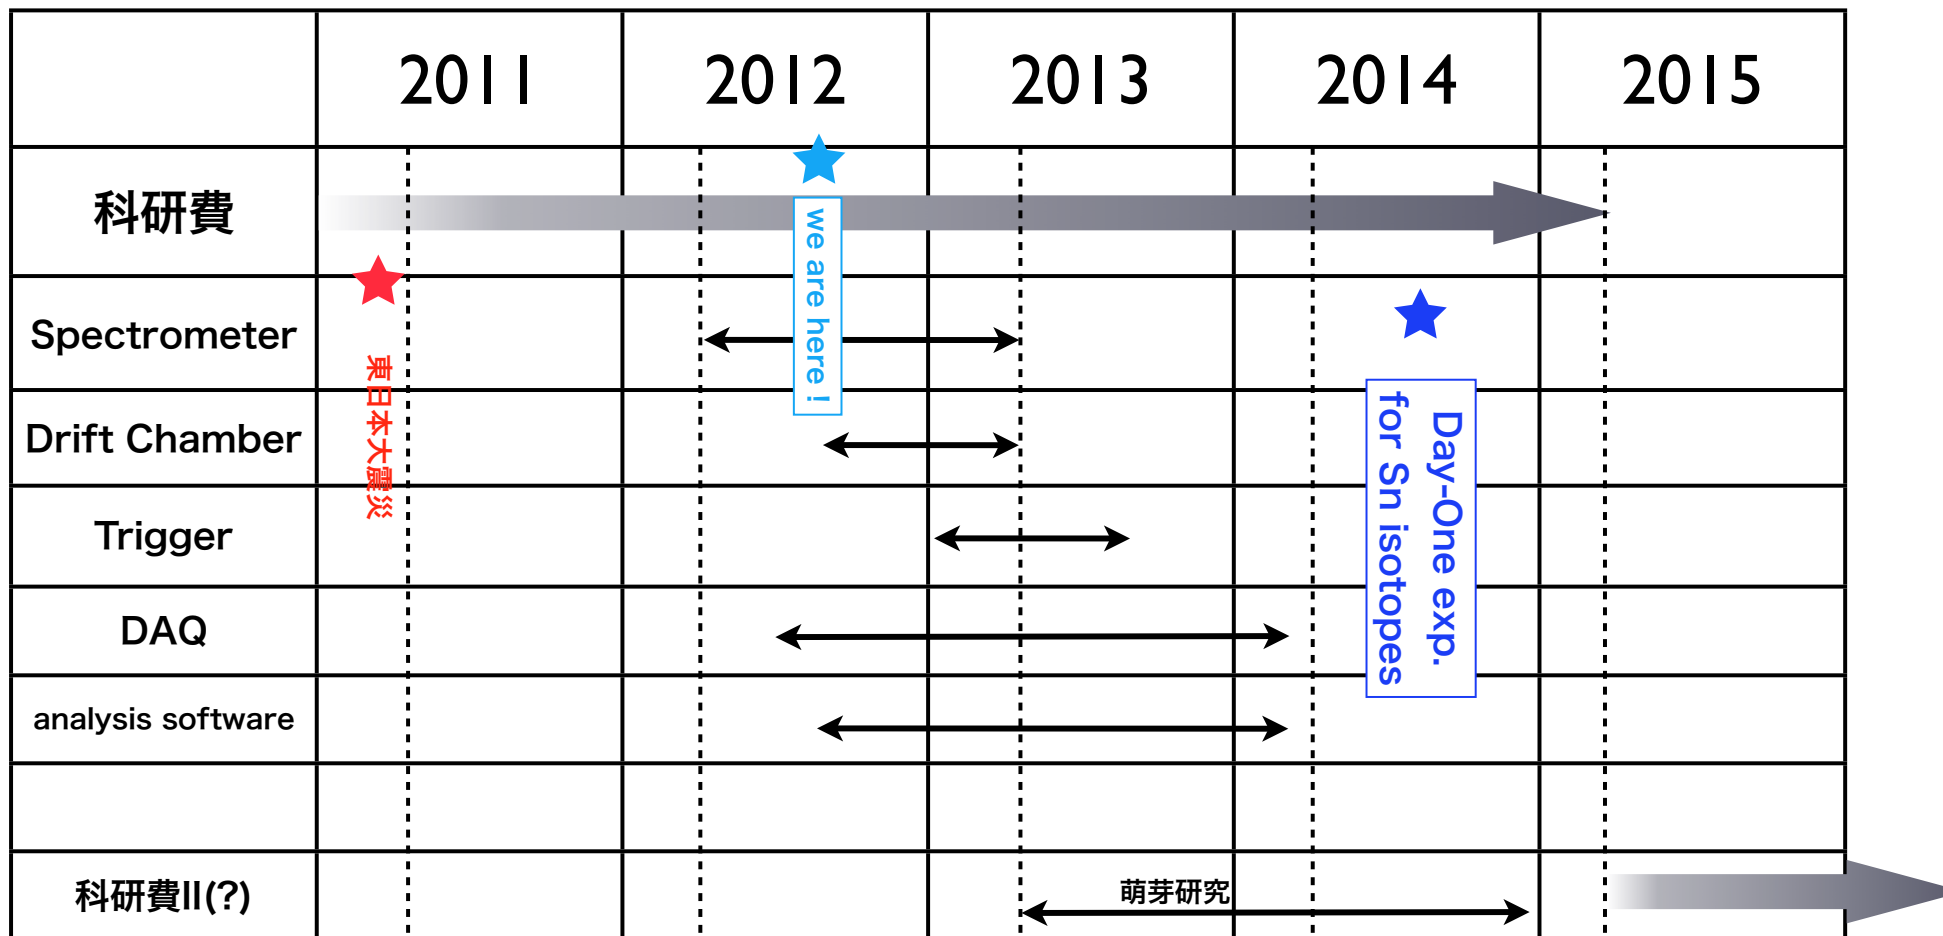 2011 2012 2013 2014 2015
科研費
we are here !
Spectrometer
東日本大震災
Drift Chamber
Day-One exp.
for Sn isotopes
Trigger
DAQ
analysis software
科研費II(?)
萌芽研究